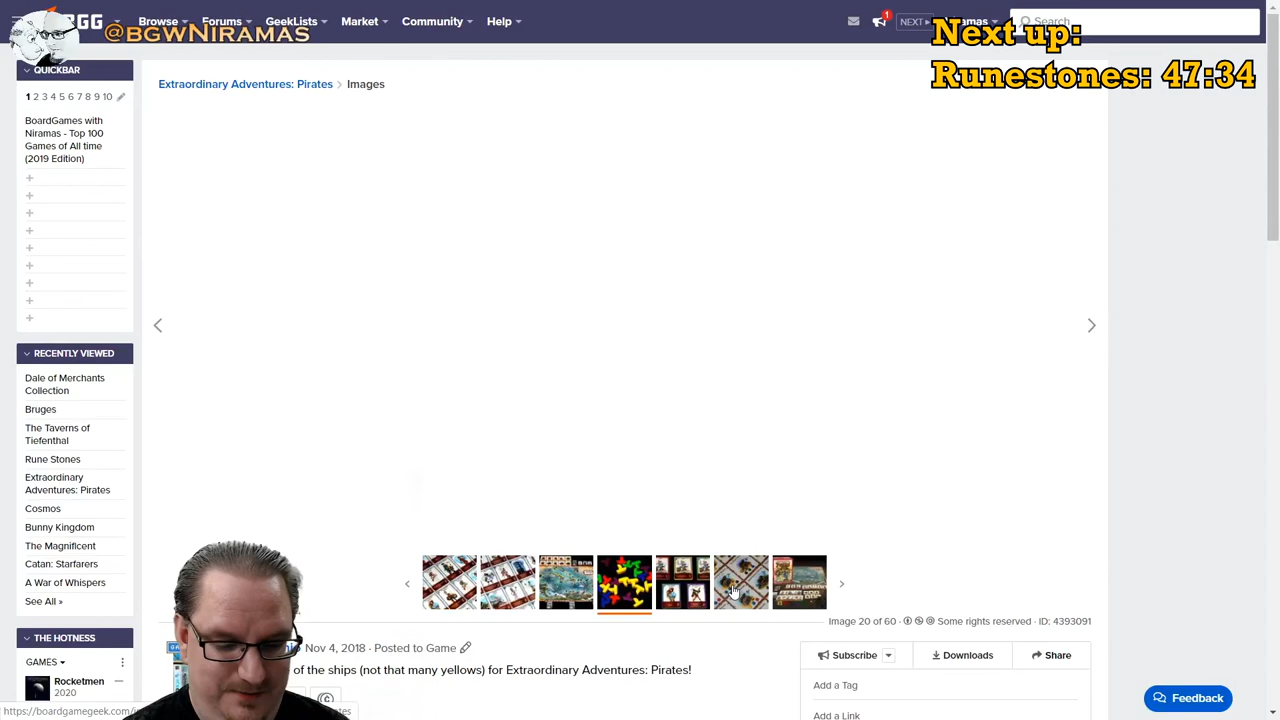 BGG
Browse
Forums
GeekLists
Market
Community
Help
1
NEXT
Search
@BGWNIRAMAS
Next up:
Runestones: 47:34
QUICKBAR
1 2 3 4 5 6 7 8 9 10
BoardGames with
Niramas - Top 100
Games of All time
(2019 Edition)
Extraordinary Adventures: Pirates > Images
RECENTLY VIEWED
Dale of Merchants
Collection
Bruges
The Taverns of
Tiefenthal
Rune Stones
Extraordinary
Adventures: Pirates
Cosmos
Bunny Kingdom
The Magnificent
Catan: Starfarers
A War of Whispers
See All »
THE HOTNESS
GAMES
Rocketmen
2020
Image 20 of 60 · Some rights reserved · ID: 4393091
Nov 4, 2018 · Posted to Game
of the ships (not that many yellows) for Extraordinary Adventures: Pirates!
Subscribe
Downloads
Share
Add a Tag
Add a Link
Feedback